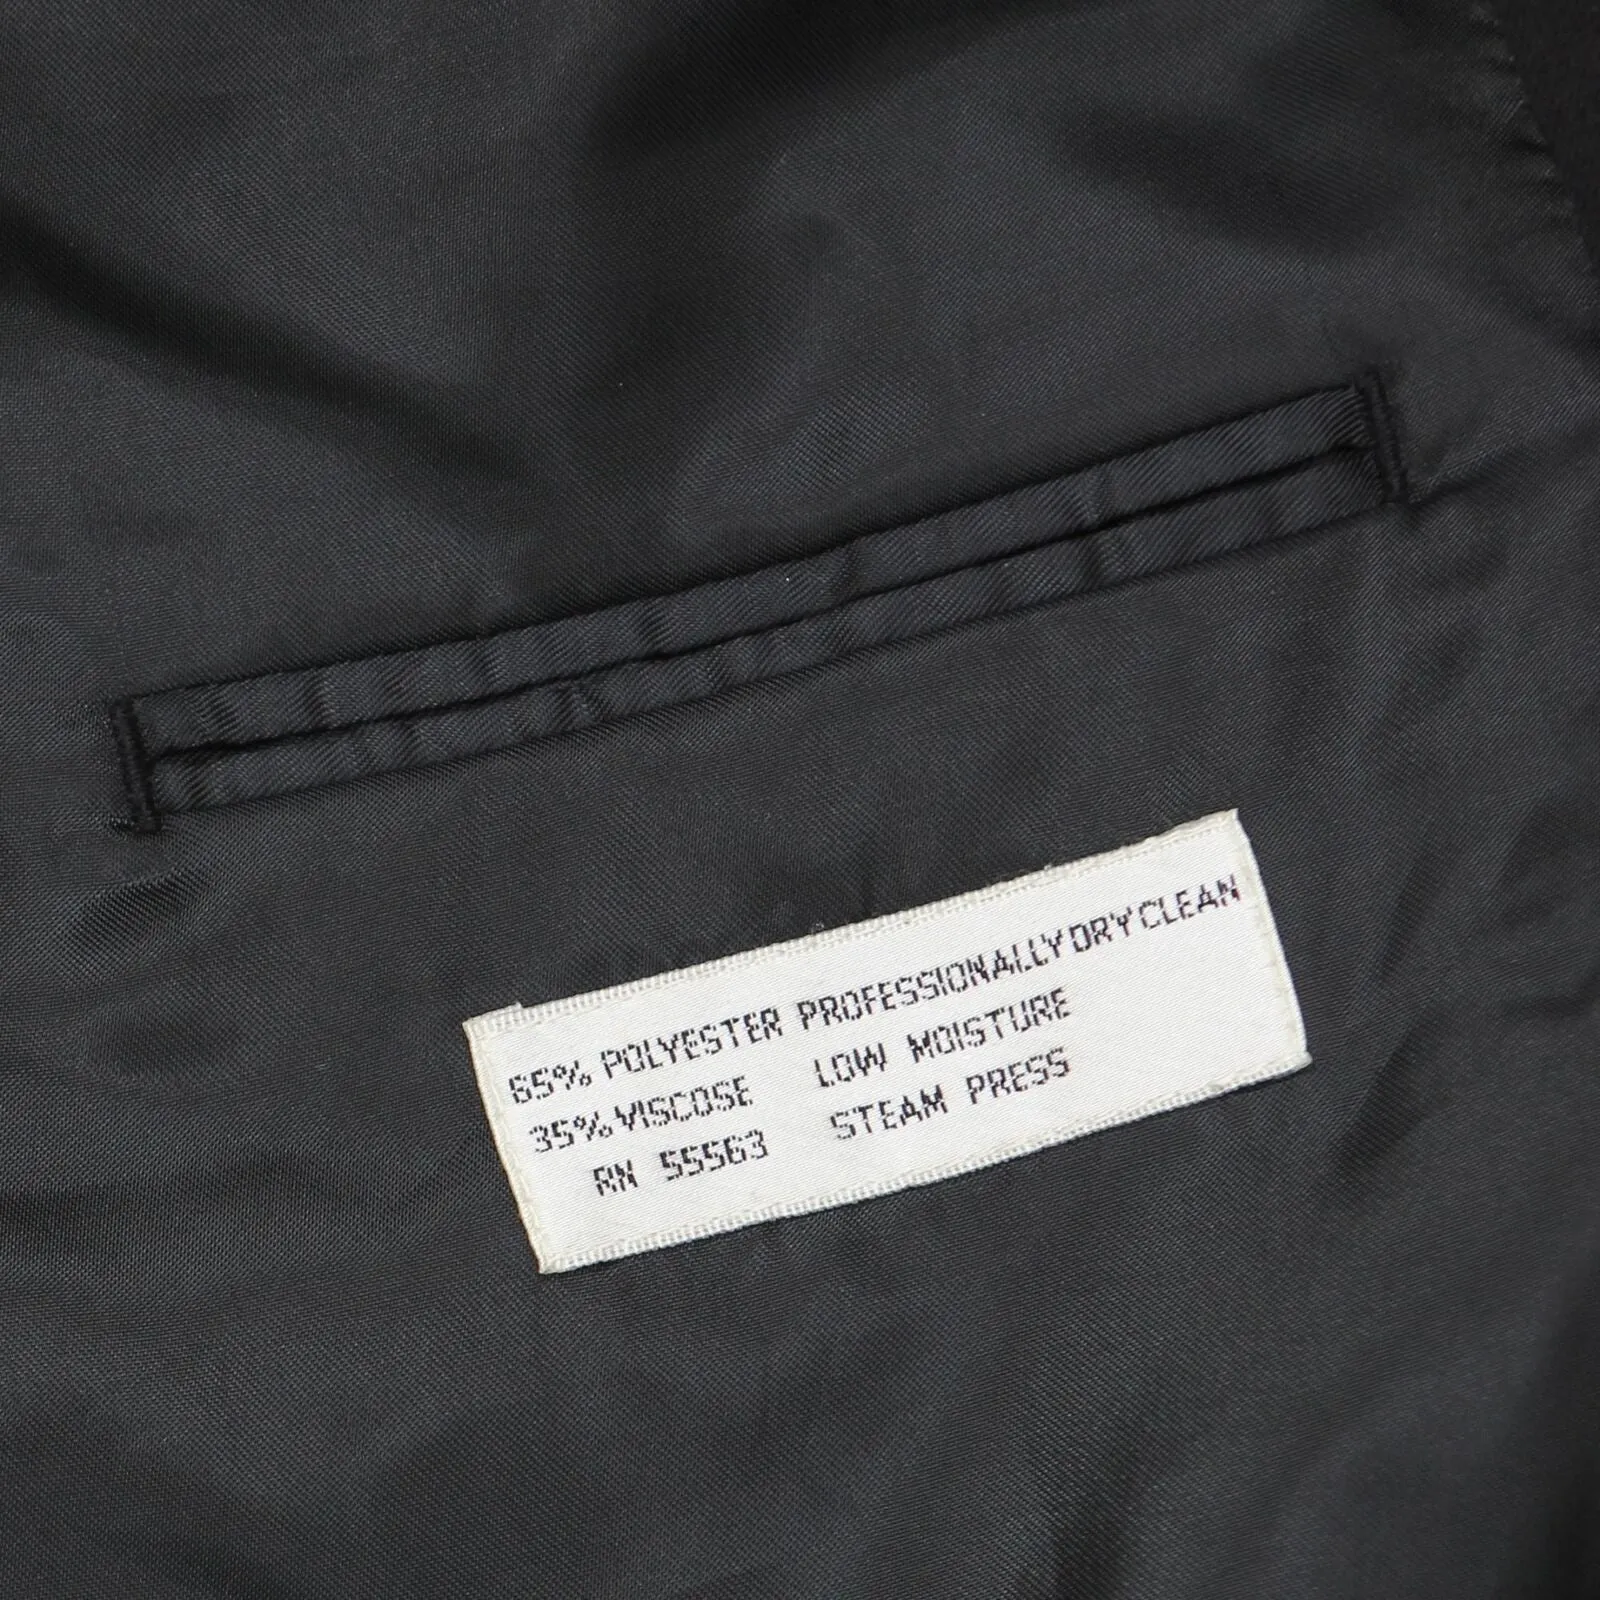 65% POLYESTER PROFESSIONALLY DRY CLEAN
35% VISCOSE LOW MOISTURE
RN 55563 STEAM PRESS